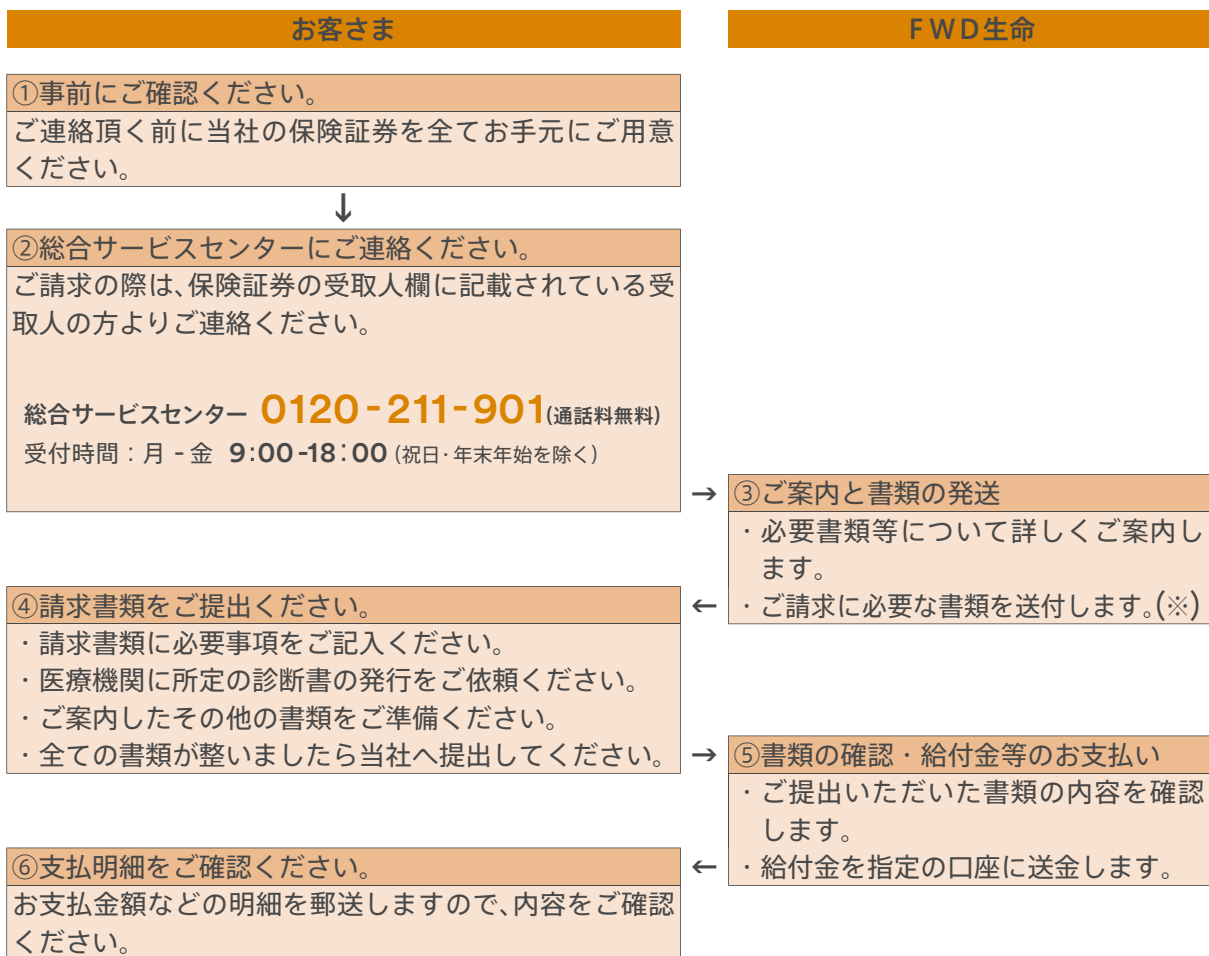 お客さま
FWD生命
①事前にご確認ください。
ご連絡頂く前に当社の保険証券を全てお手元にご用意
ください。
↓
②総合サービスセンターにご連絡ください。
ご請求の際は、保険証券の受取人欄に記載されている受
取人の方よりご連絡ください。
総合サービスセンター 0120-211-901(通話料無料)
受付時間：月 - 金 9:00-18:00 (祝日・年末年始を除く)
→
③ご案内と書類の発送
・必要書類等について詳しくご案内し
ます。
・ご請求に必要な書類を送付します。(※)
←
④請求書類をご提出ください。
・請求書類に必要事項をご記入ください。
・医療機関に所定の診断書の発行をご依頼ください。
・ご案内したその他の書類をご準備ください。
・全ての書類が整いましたら当社へ提出してください。
→
⑤書類の確認・給付金等のお支払い
・ご提出いただいた書類の内容を確認
します。
・給付金を指定の口座に送金します。
←
⑥支払明細をご確認ください。
お支払金額などの明細を郵送しますので、内容をご確認
ください。